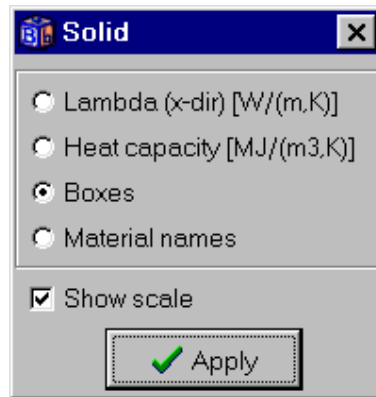 Solid
Lambda (x-dir) [W/(m,K)]
Heat capacity [MJ/(m3,K)]
Boxes
Material names
Show scale
Apply